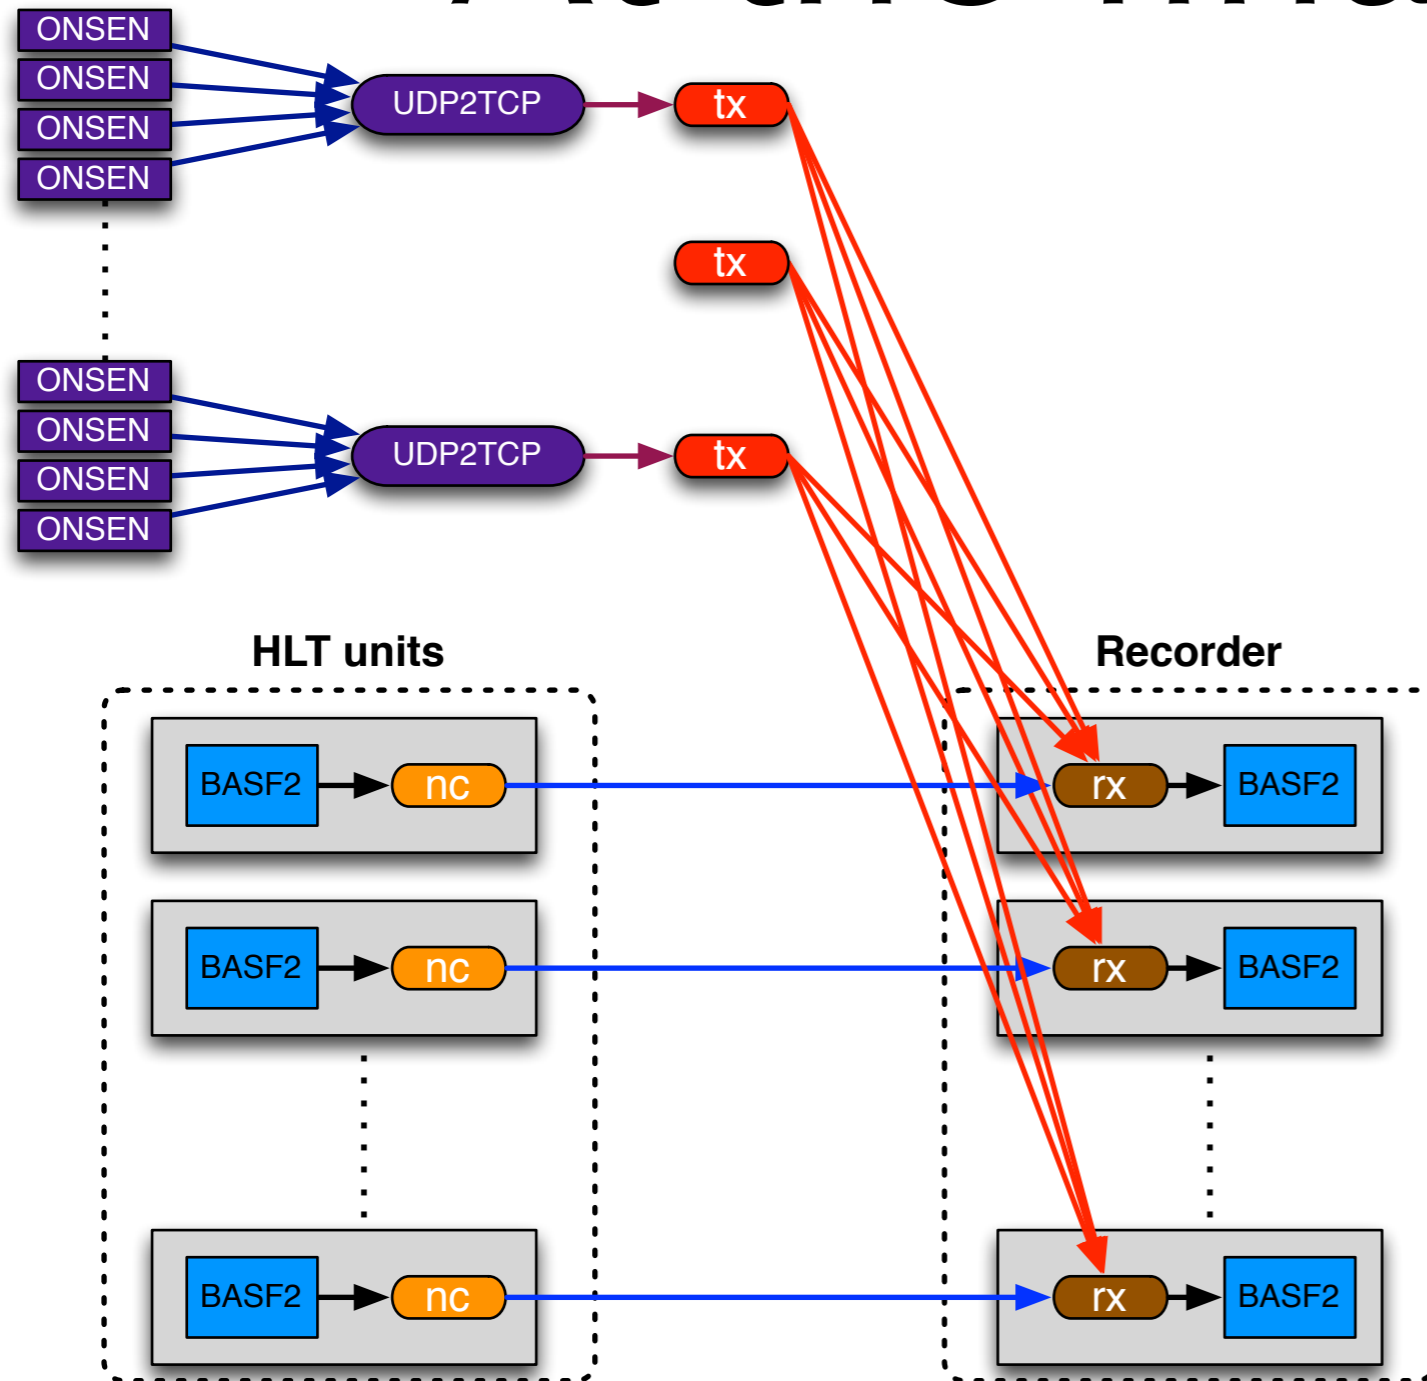 ONSEN
ONSEN
ONSEN
ONSEN
UDP2TCP
tx
tx
ONSEN
ONSEN
ONSEN
ONSEN
UDP2TCP
tx
HLT units
Recorder
BASF2 nc rx BASF2
BASF2 nc rx BASF2
BASF2 nc rx BASF2